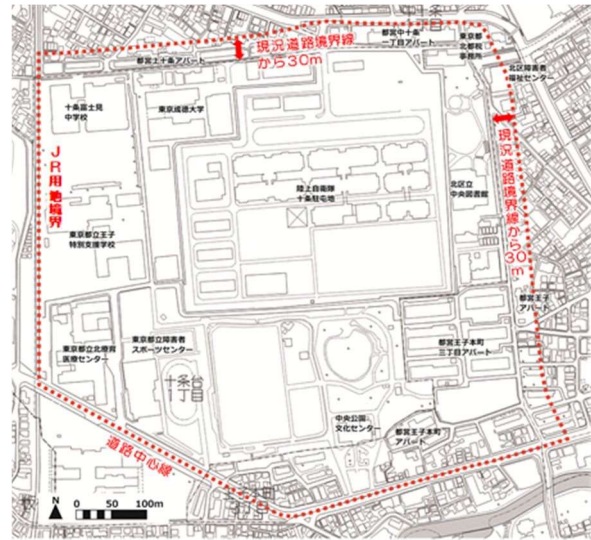 中十条
都営中十条
一丁目アパート
東京都
北都税
事務所
現況道路境界線
から30m
都営上十条アパート
北区障害者
福祉センター
十条富士見
中学校
東京成徳大学
JR用地境界
現況道路境界線から30m
陸上自衛隊
十条駐屯地
北区立
中央図書館
東京都立王子
特別支援学校
都営王子
アパート
東京都立北療育
医療センター
東京都立障害者
スポーツセンター
都営王子本町
三丁目アパート
十条台
1丁目
中央公園
文化センター
都営王子本町
アパート
道路中心線
N
0 50 100m